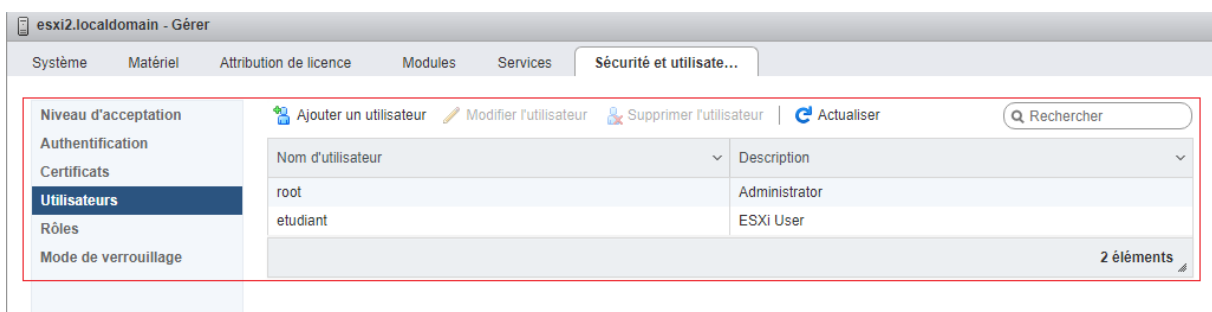 esxi2.localdomain - Gérer
Système Matériel Attribution de licence Modules Services Sécurité et utilisate...
Niveau d'acceptation
Authentification
Certificats
Utilisateurs
Rôles
Mode de verrouillage
Ajouter un utilisateur Modifier l'utilisateur Supprimer l'utilisateur Actualiser Rechercher
Nom d'utilisateur Description
root Administrator
etudiant ESXi User
2 éléments